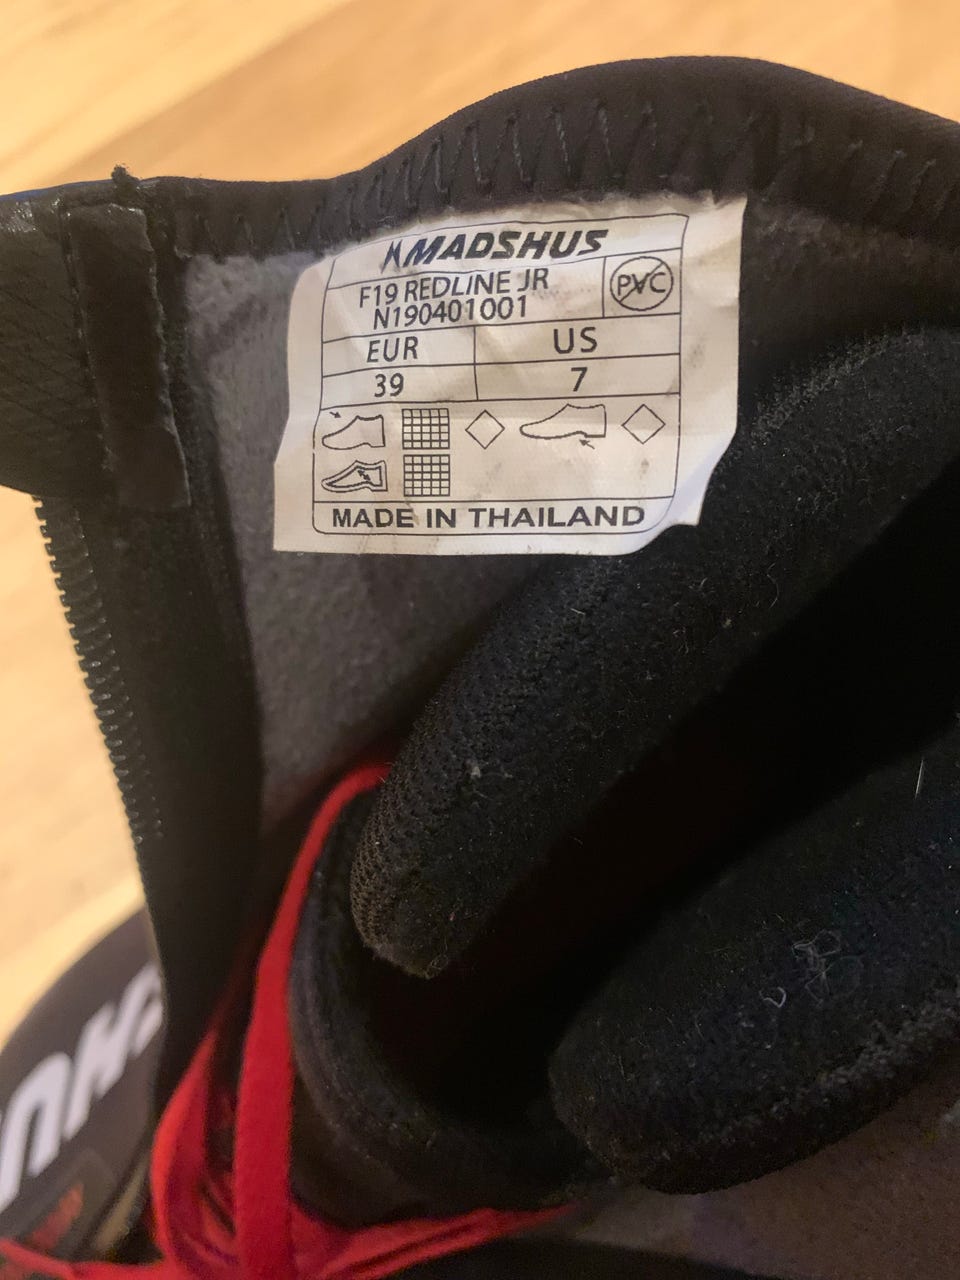 MADSHUS
F19 REDLINE JR
N190401001
PVC
EUR
US
39
7
MADE IN THAILAND